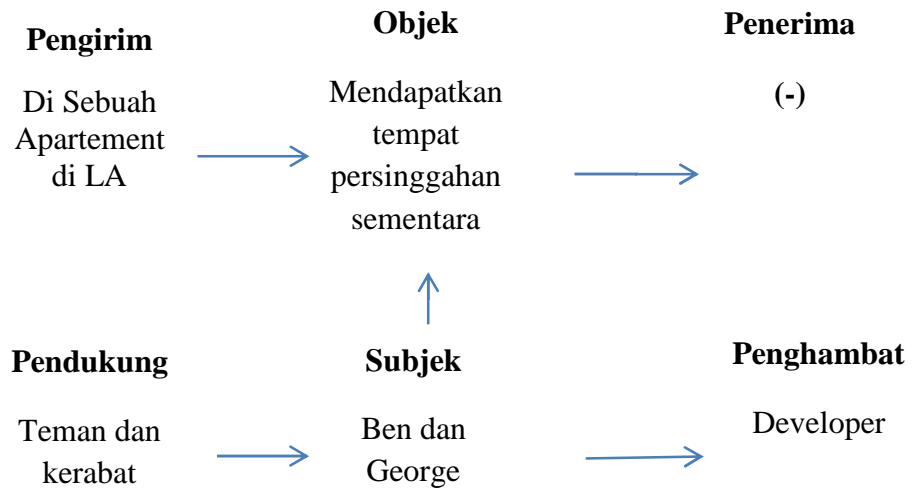 Pengirim
Di Sebuah
Apartement
di LA
Objek
Mendapatkan
tempat
persinggahan
sementara
Penerima
(-)
Pendukung
Teman dan
kerabat
Subjek
Ben dan
George
Penghambat
Developer